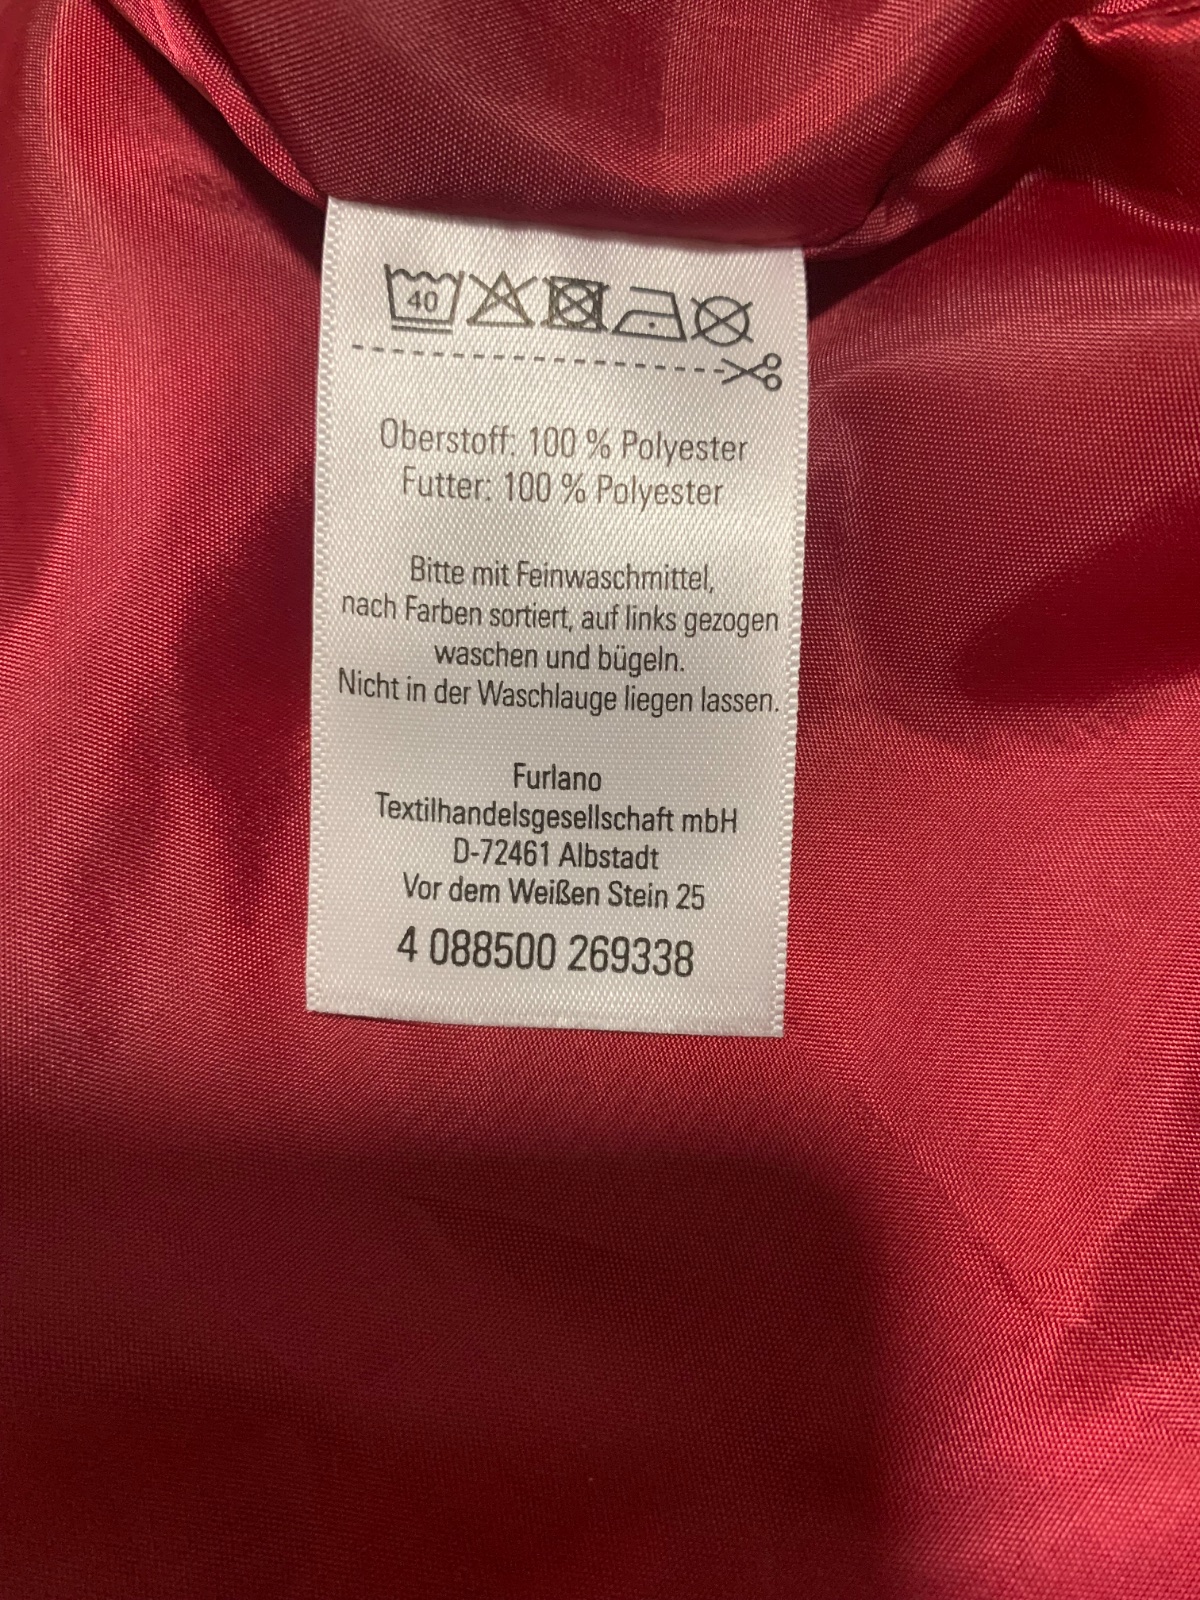 40
Oberstoff: 100 % Polyester
Futter: 100 % Polyester
Bitte mit Feinwaschmittel,
nach Farben sortiert, auf links gezogen
waschen und bügeln.
Nicht in der Waschlauge liegen lassen.
Furlano
Textilhandelsgesellschaft mbH
D-72461 Albstadt
Vor dem Weißen Stein 25
4 088500 269338